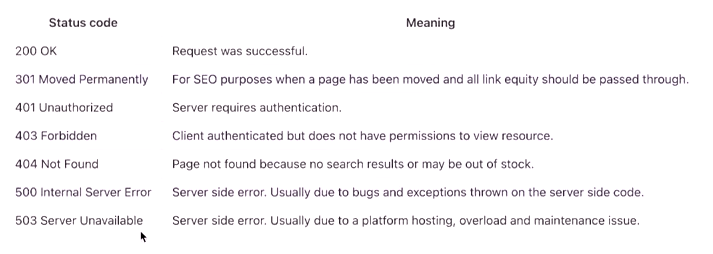 Status code Meaning
200 OK Request was successful.
301 Moved Permanently For SEO purposes when a page has been moved and all link equity should be passed through.
401 Unauthorized Server requires authentication.
403 Forbidden Client authenticated but does not have permissions to view resource.
404 Not Found Page not found because no search results or may be out of stock.
500 Internal Server Error Server side error. Usually due to bugs and exceptions thrown on the server side code.
503 Server Unavailable Server side error. Usually due to a platform hosting, overload and maintenance issue.